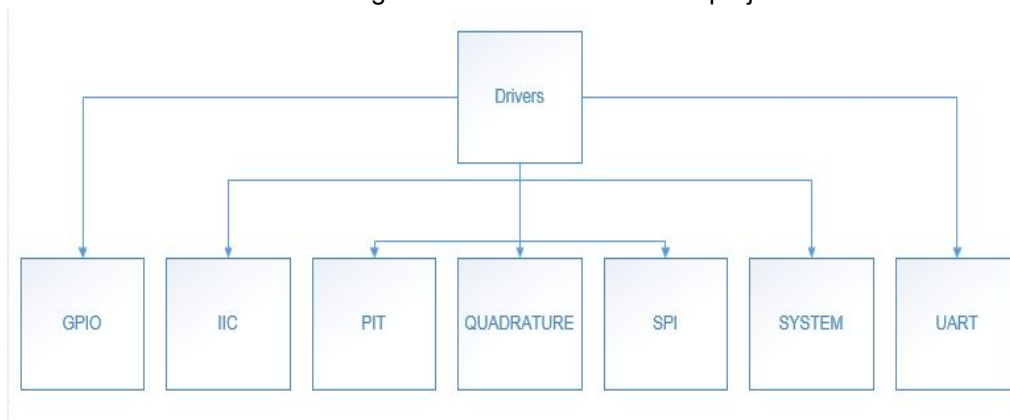 Drivers
GPIO
IIC
PIT
QUADRATURE
SPI
SYSTEM
UART